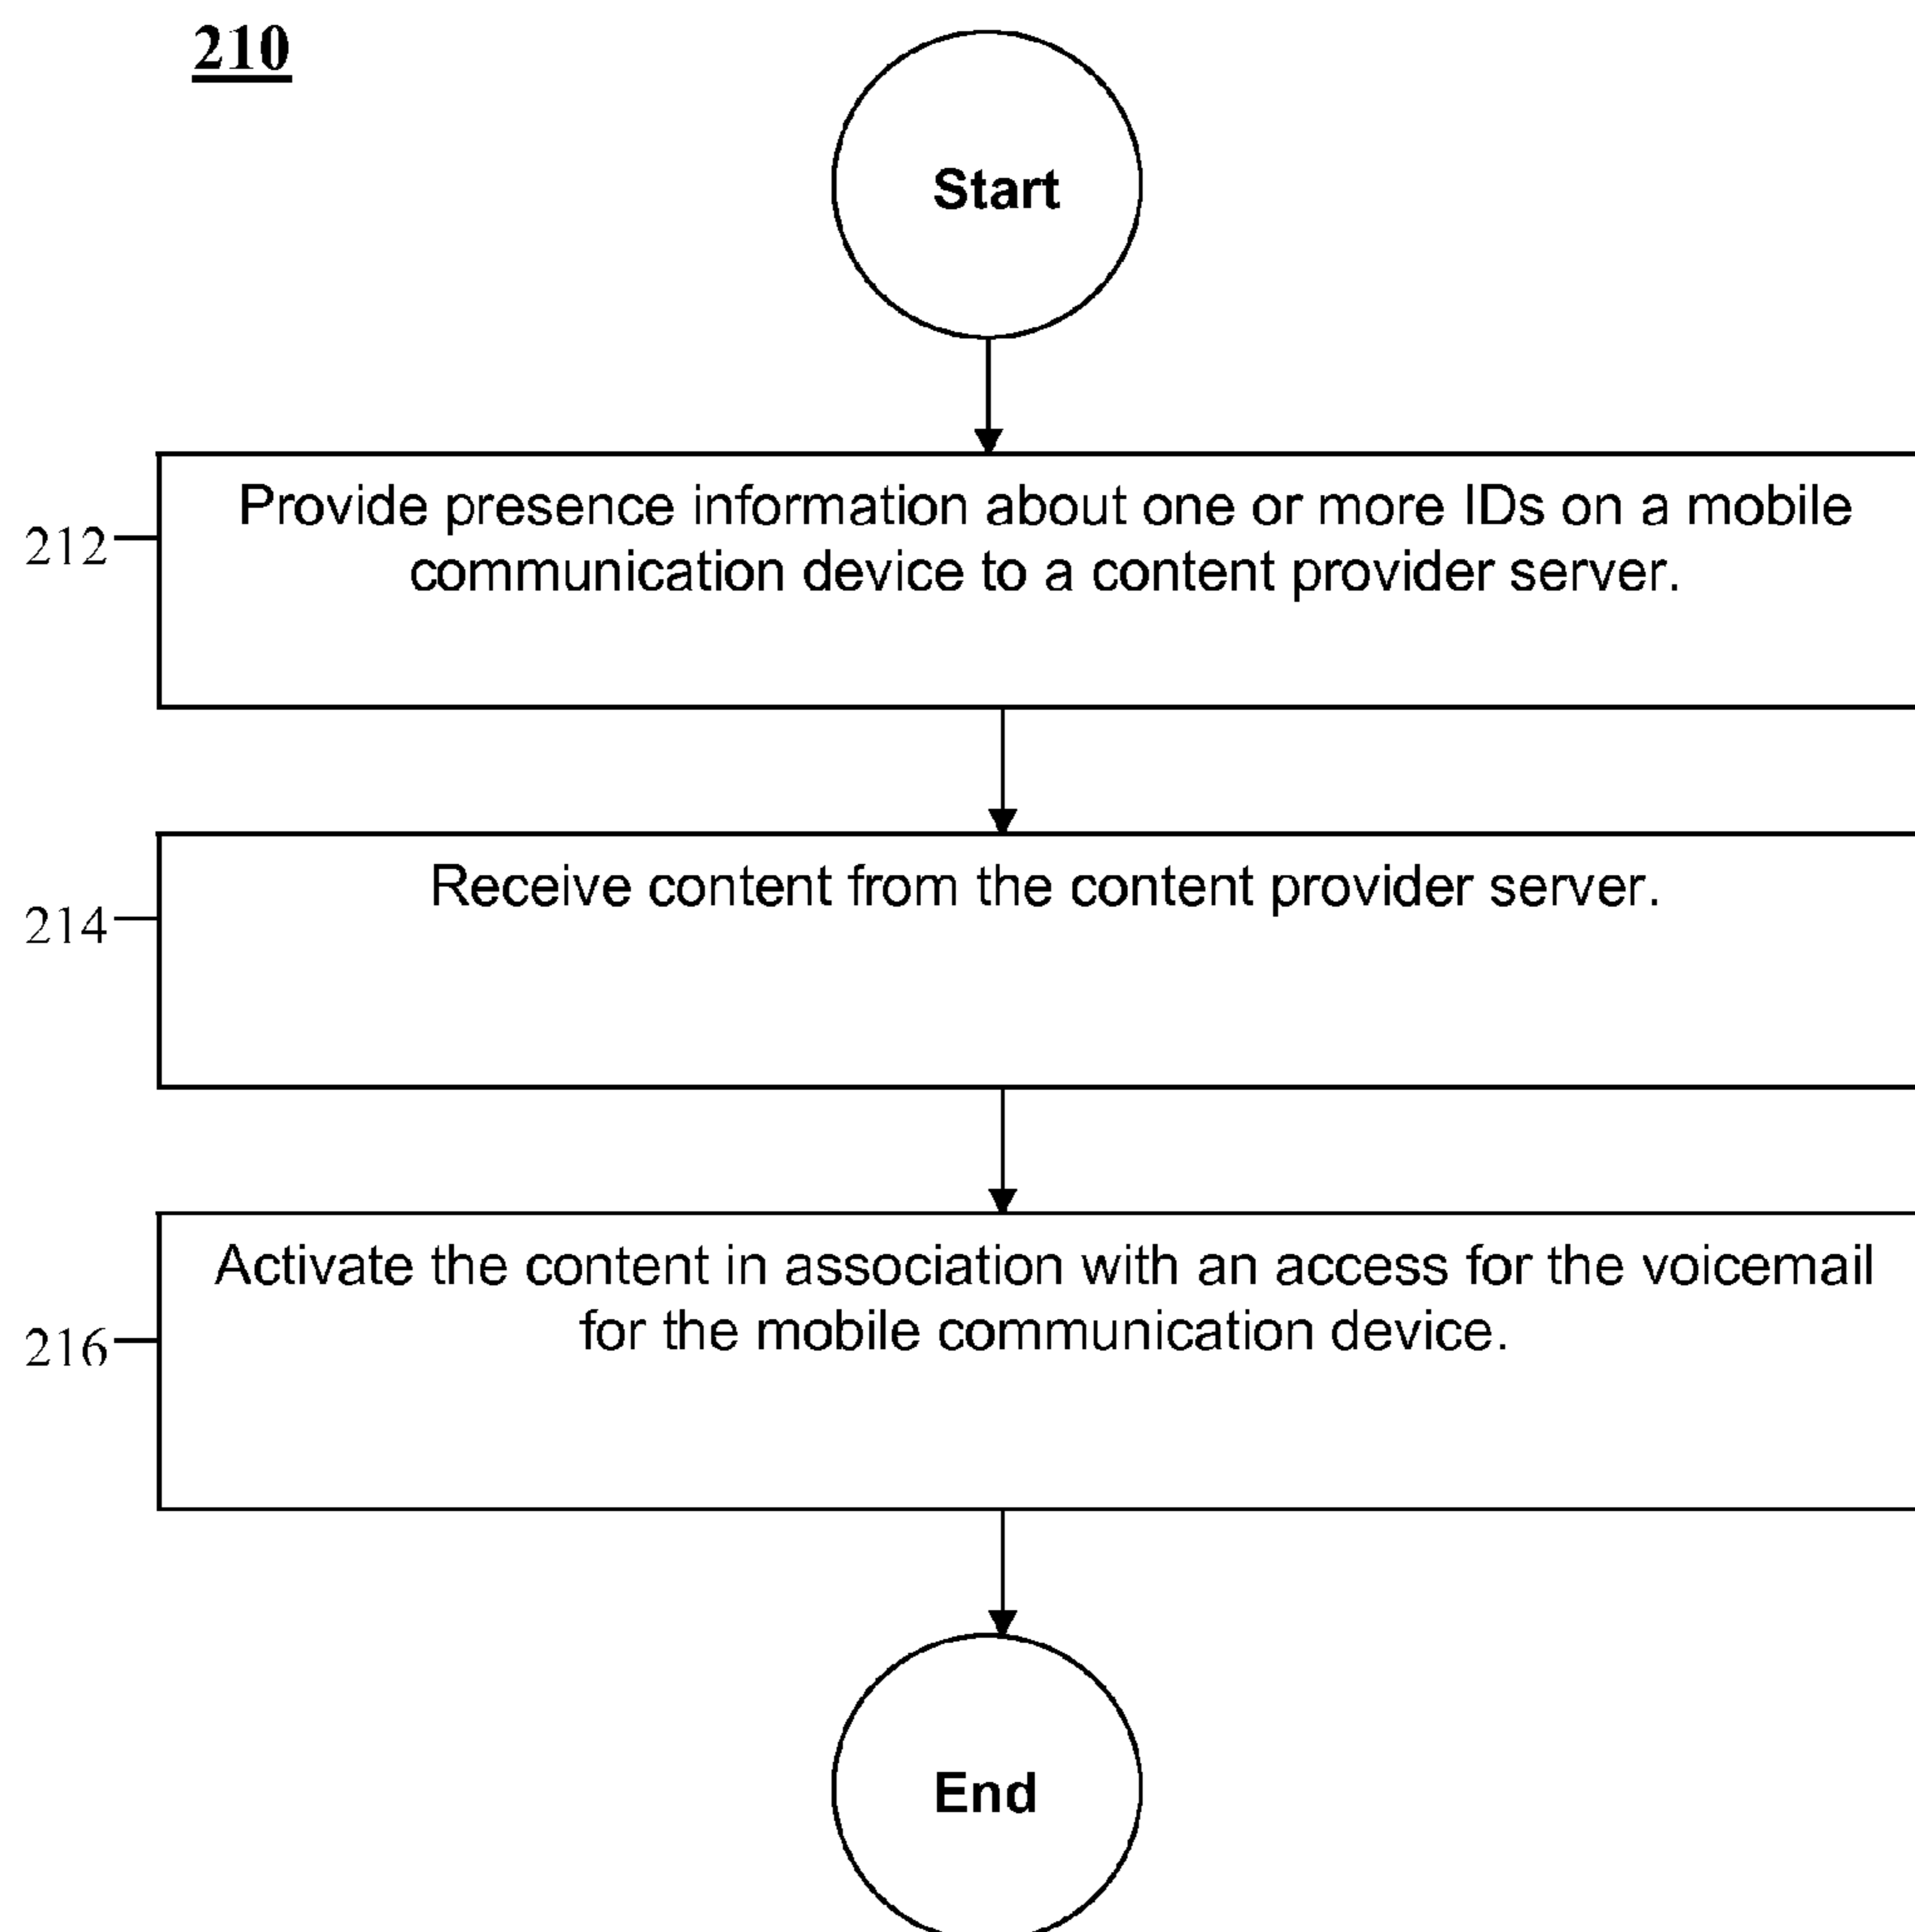 210
Start
212
Provide presence information about one or more IDs on a mobile
communication device to a content provider server.
214
Receive content from the content provider server.
216
Activate the content in association with an access for the voicemail
for the mobile communication device.
End